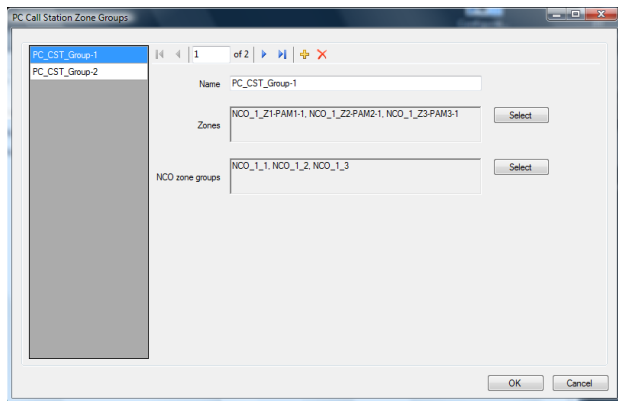 PC Call Station Zone Groups
PC_CST_Group-1
PC_CST_Group-2
1 of 2
Name PC_CST_Group-1
Zones NCO_1_Z1-PAM1-1, NCO_1_Z2-PAM2-1, NCO_1_Z3-PAM3-1 Select
NCO zone groups NCO_1_1, NCO_1_2, NCO_1_3 Select
OK Cancel